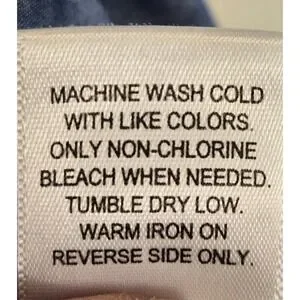 MACHINE WASH COLD
WITH LIKE COLORS.
ONLY NON-CHLORINE
BLEACH WHEN NEEDED.
TUMBLE DRY LOW.
WARM IRON ON
REVERSE SIDE ONLY.